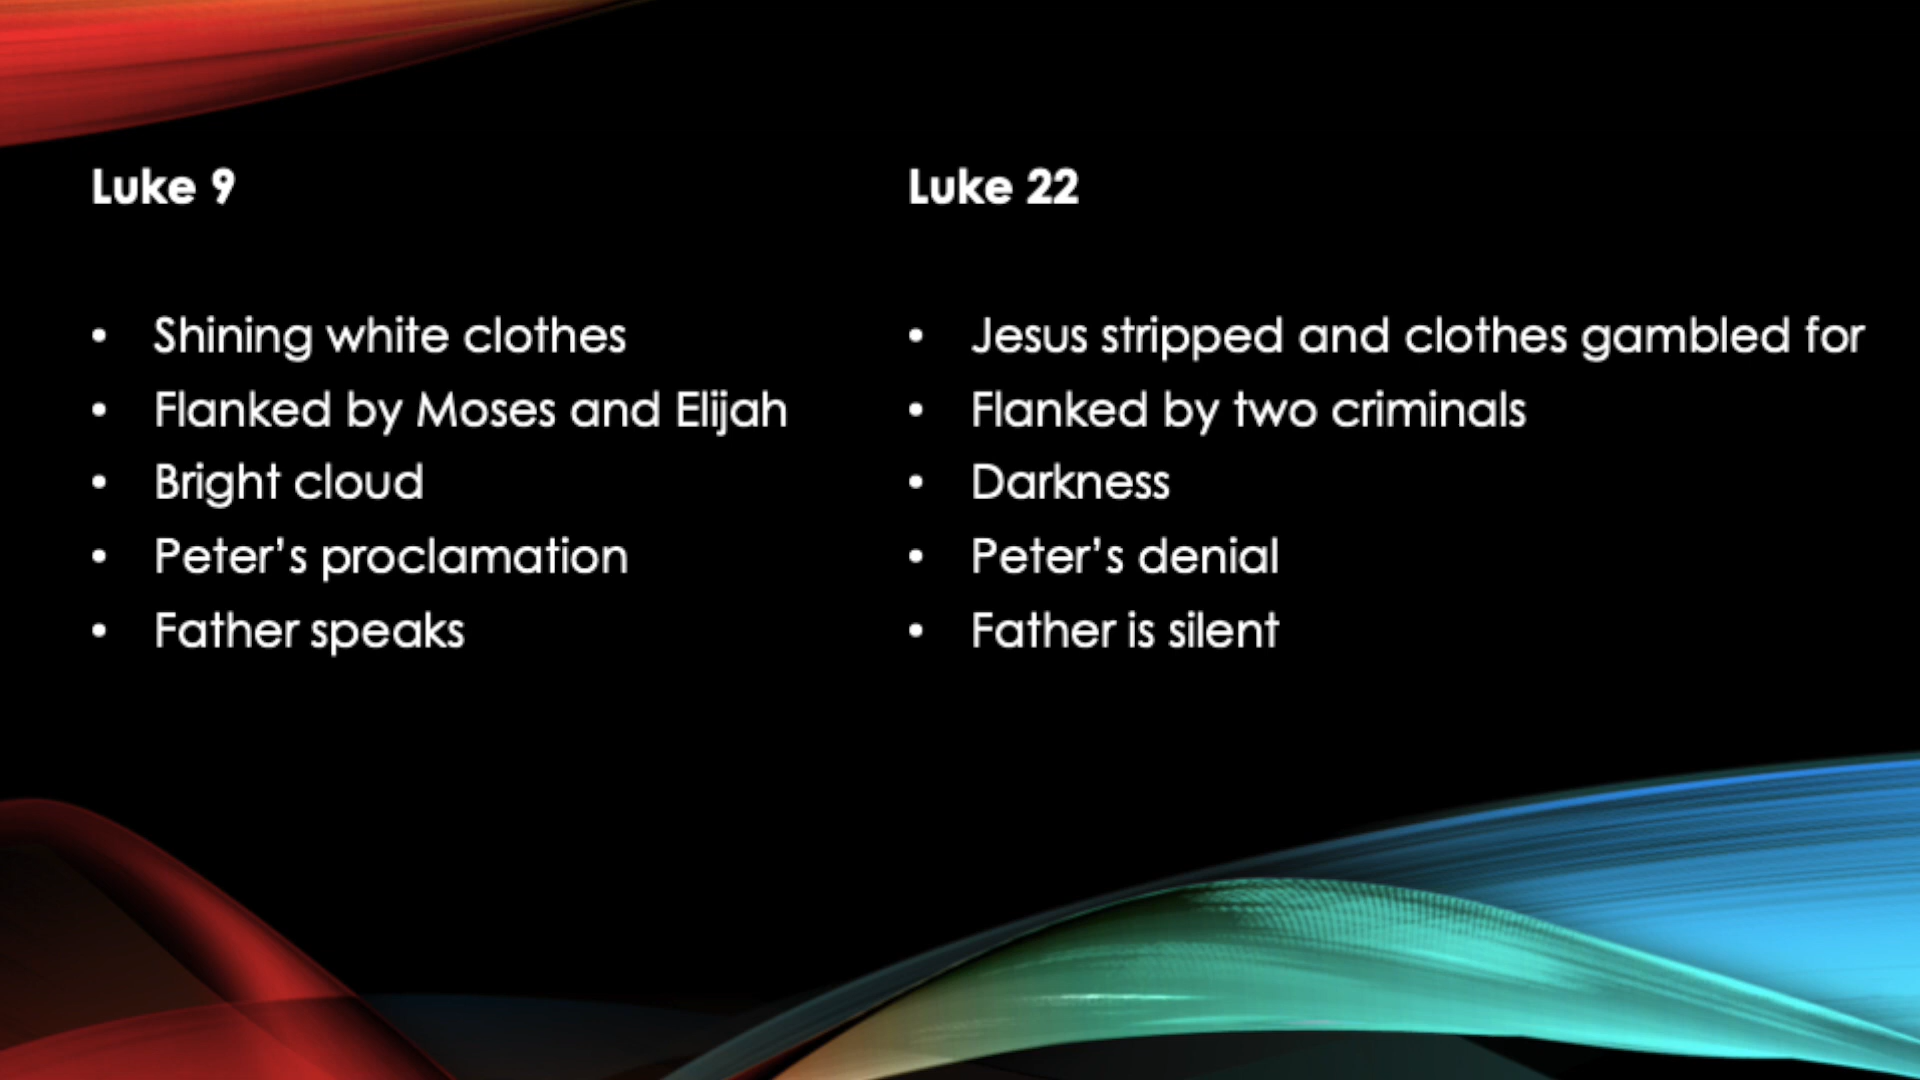 Luke 9
• Shining white clothes
• Flanked by Moses and Elijah
• Bright cloud
• Peter’s proclamation
• Father speaks
Luke 22
• Jesus stripped and clothes gambled for
• Flanked by two criminals
• Darkness
• Peter’s denial
• Father is silent